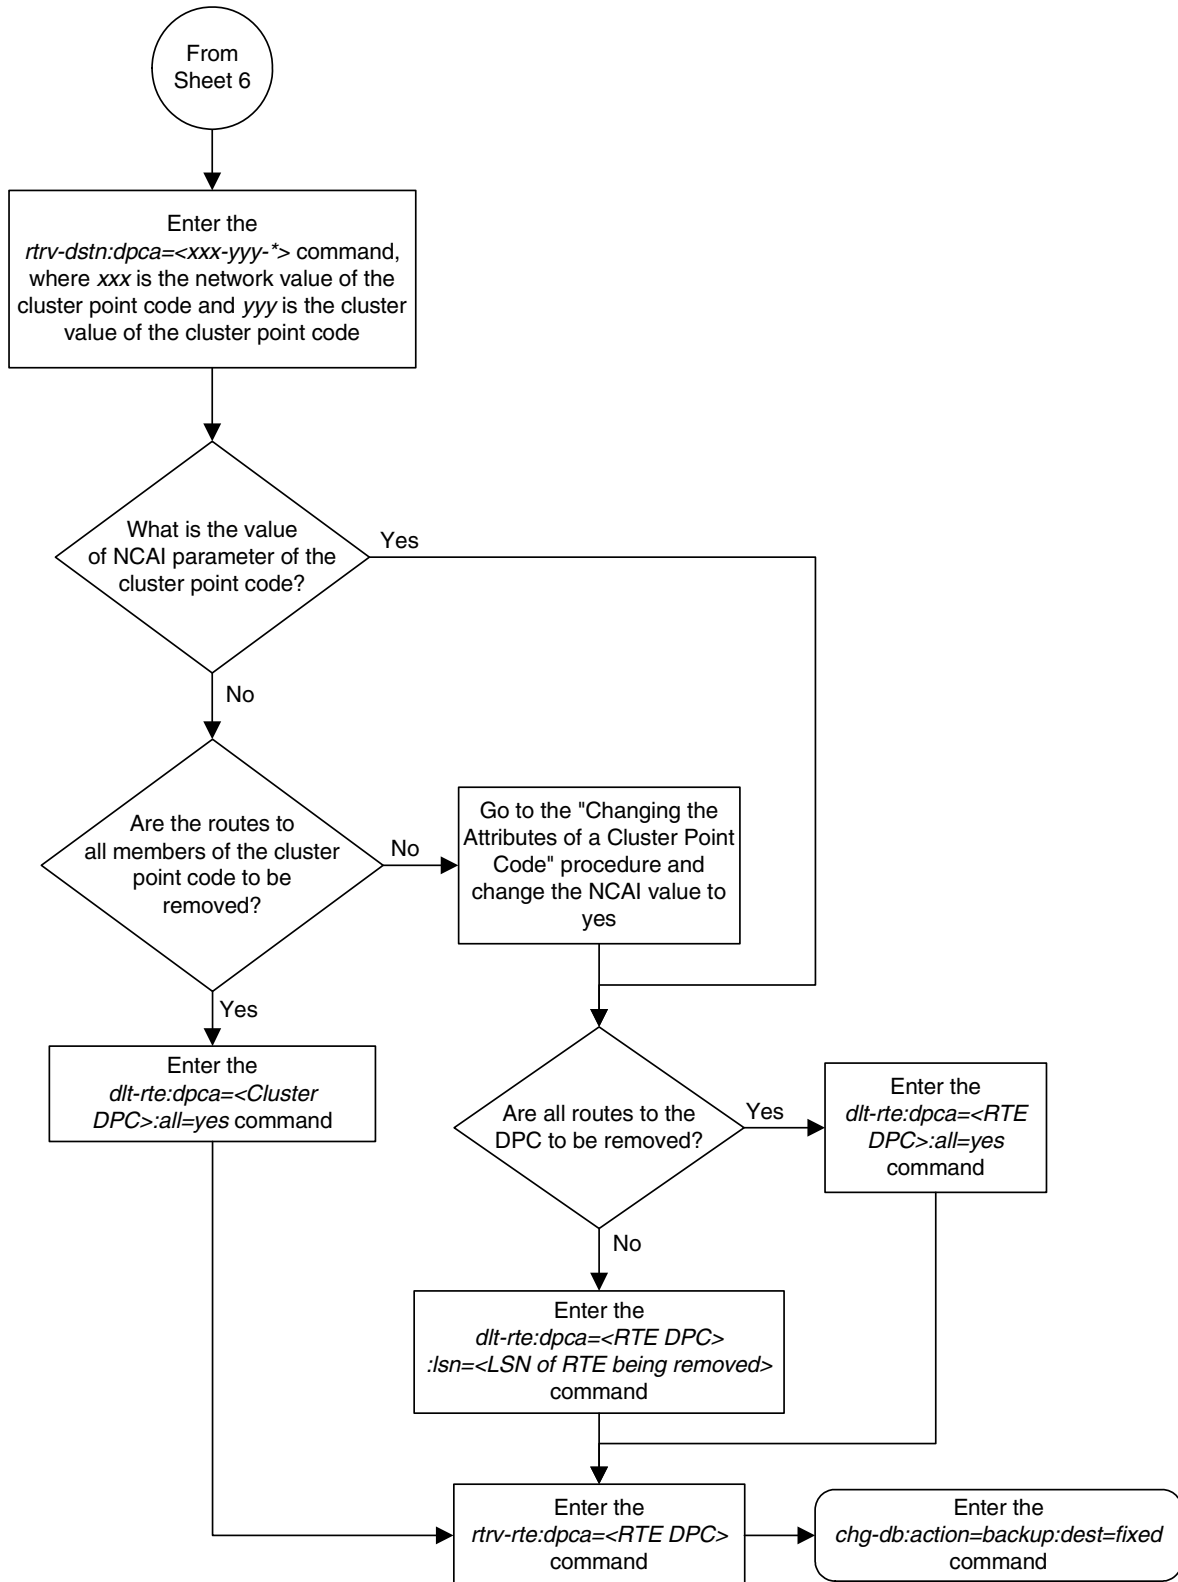 From
Sheet 6
Enter the
rtrv-dstn:dpca=<xxx-yyy-*> command,
where xxx is the network value of the
cluster point code and yyy is the cluster
value of the cluster point code
What is the value
of NCAI parameter of the
cluster point code?
Yes
No
Are the routes to
all members of the cluster
point code to be
removed?
No
Go to the "Changing the
Attributes of a Cluster Point
Code" procedure and
change the NCAI value to
yes
Yes
Enter the
dlt-rte:dpca=<Cluster
DPC>:all=yes command
Are all routes to the
DPC to be removed?
Yes
Enter the
dlt-rte:dpca=<RTE
DPC>:all=yes
command
No
Enter the
dlt-rte:dpca=<RTE DPC>
:lsn=<LSN of RTE being removed>
command
Enter the
rtrv-rte:dpca=<RTE DPC>
command
Enter the
chg-db:action=backup:dest=fixed
command